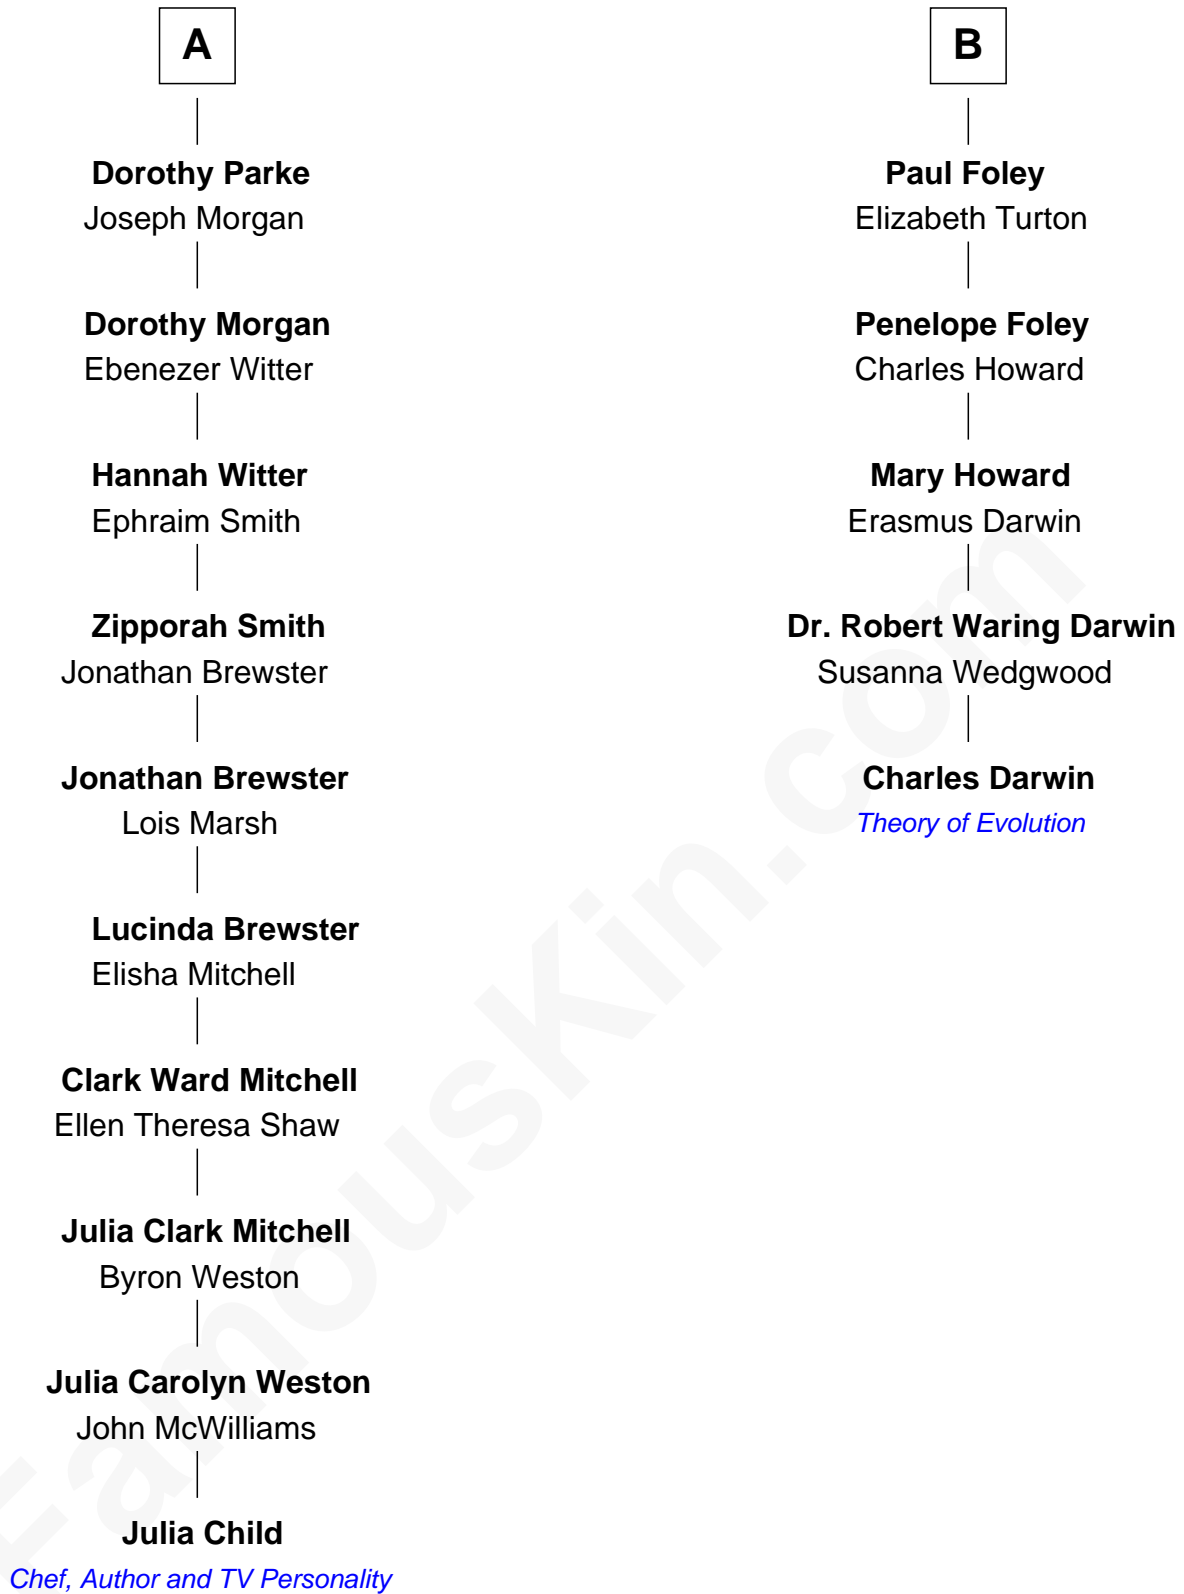 A
Dorothy Parke
Joseph Morgan
Dorothy Morgan
Ebenezer Witter
Hannah Witter
Ephraim Smith
Zipporah Smith
Jonathan Brewster
Jonathan Brewster
Lois Marsh
Lucinda Brewster
Elisha Mitchell
Clark Ward Mitchell
Ellen Theresa Shaw
Julia Clark Mitchell
Byron Weston
Julia Carolyn Weston
John McWilliams
Julia Child
Chef, Author and TV Personality
B
Paul Foley
Elizabeth Turton
Penelope Foley
Charles Howard
Mary Howard
Erasmus Darwin
Dr. Robert Waring Darwin
Susanna Wedgwood
Charles Darwin
Theory of Evolution
FamousKin.com